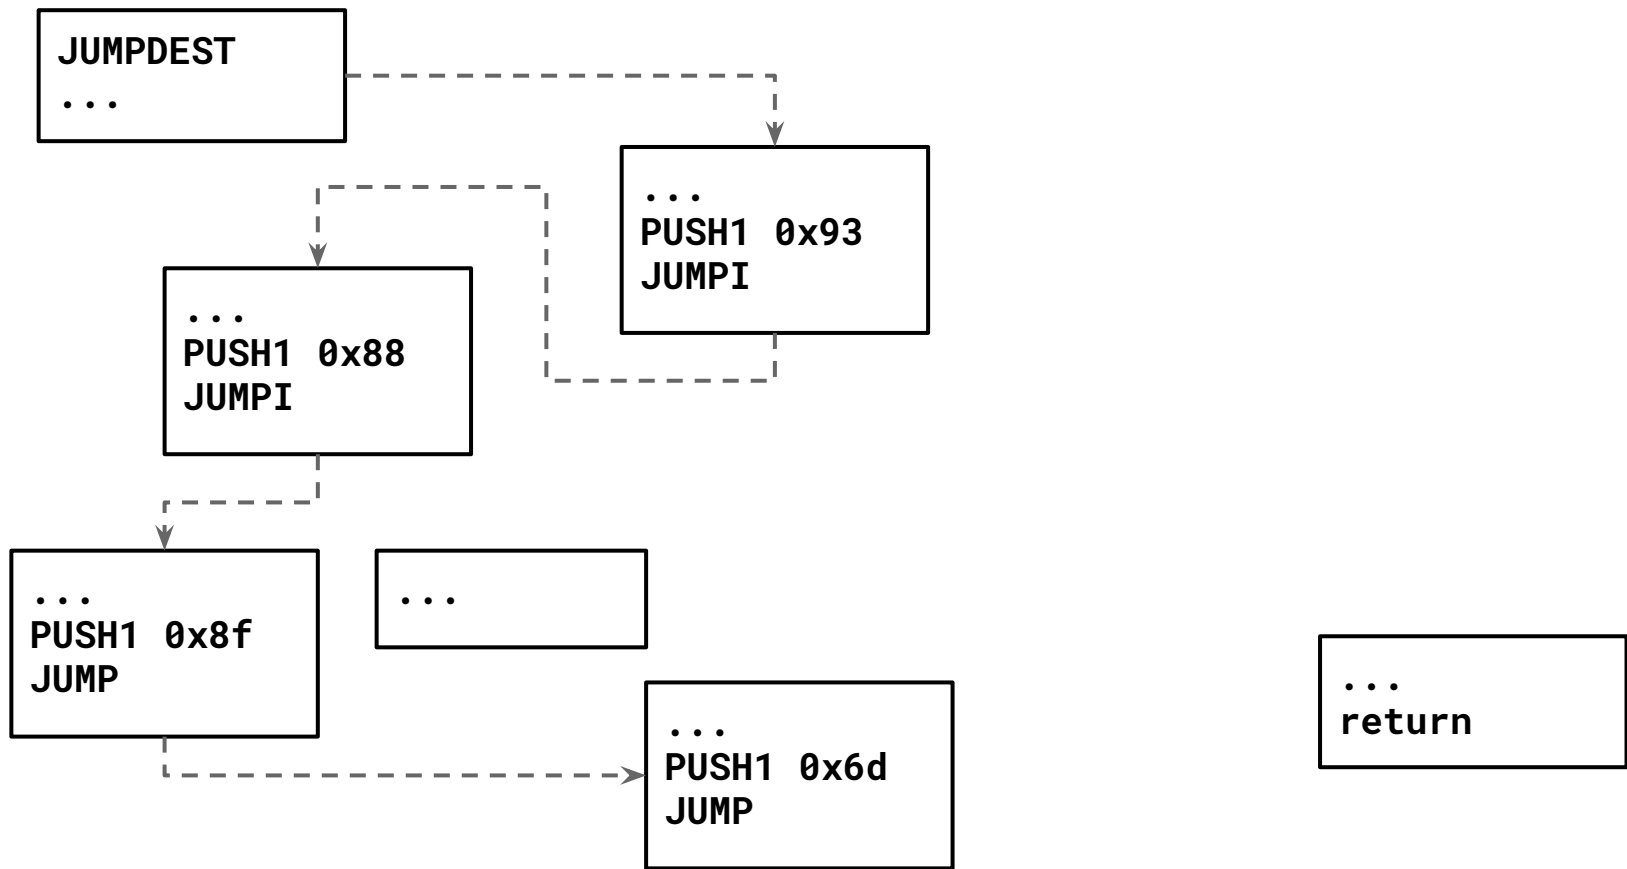 JUMPDEST
...
...
PUSH1 0x93
JUMPI
...
PUSH1 0x88
JUMPI
...
PUSH1 0x8f
JUMP
...
...
PUSH1 0x6d
JUMP
...
return